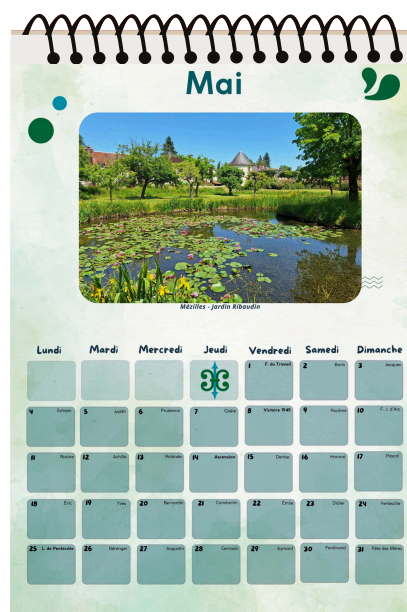 Mai
Mézilles - Jardin Ribaudin
Lundi Mardi Mercredi Jeudi Vendredi Samedi Dimanche
1 F. du Travail 2 Boris 3 Jacques
4 Sylvain 5 Judith 6 Prudence 7 Gisèle 8 Victoire 1945 9 Pacôme 10 F. J. d'Arc
11 Estelle 12 Achille 13 Rolande 14 Ascension 15 Denise 16 Honoré 17 Pascal
18 Eric 19 Yves 20 Bernardin 21 Constantin 22 Emile 23 Didier 24 Pentecôte
25 L. de Pentecôte 26 Bérenger 27 Augustin 28 Germain 29 Aymard 30 Ferdinand 31 Fête des Mères